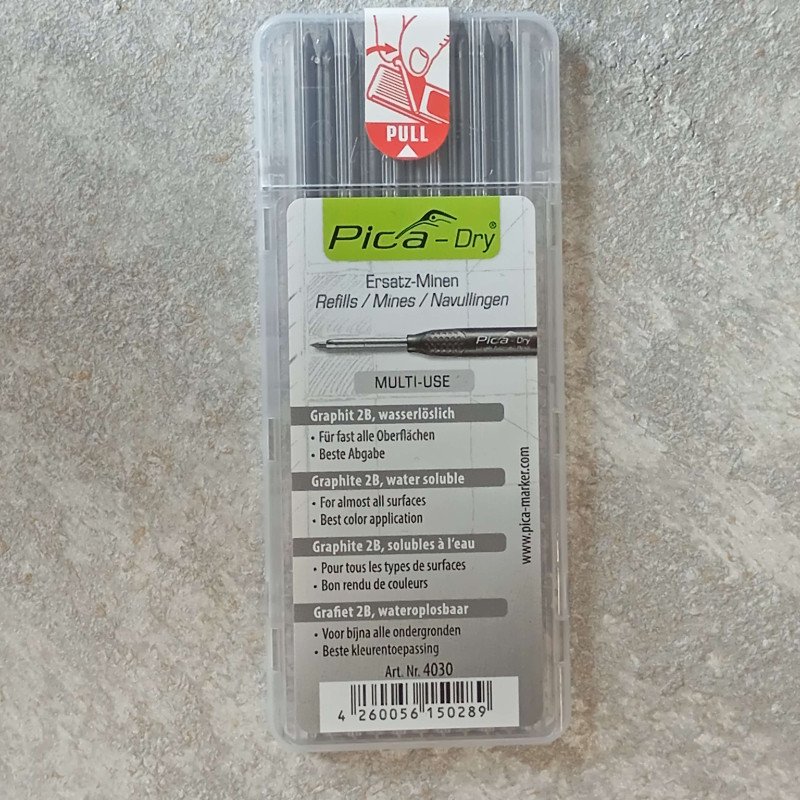 PULL
Pica-Dry®
Ersatz-Minen
Refills / Mines / Navullingen
Pica-Dry
MULTI-USE
Graphit 2B, wasserlöslich
• Für fast alle Oberflächen
• Beste Abgabe
Graphite 2B, water soluble
• For almost all surfaces
• Best color application
Graphite 2B, solubles à l'eau
• Pour tous les types de surfaces
• Bon rendu de couleurs
Grafiet 2B, wateroplosbaar
• Voor bijna alle ondergronden
• Beste kleurentoepassing
Art. Nr. 4030
4 260056 150289
www.pica-marker.com